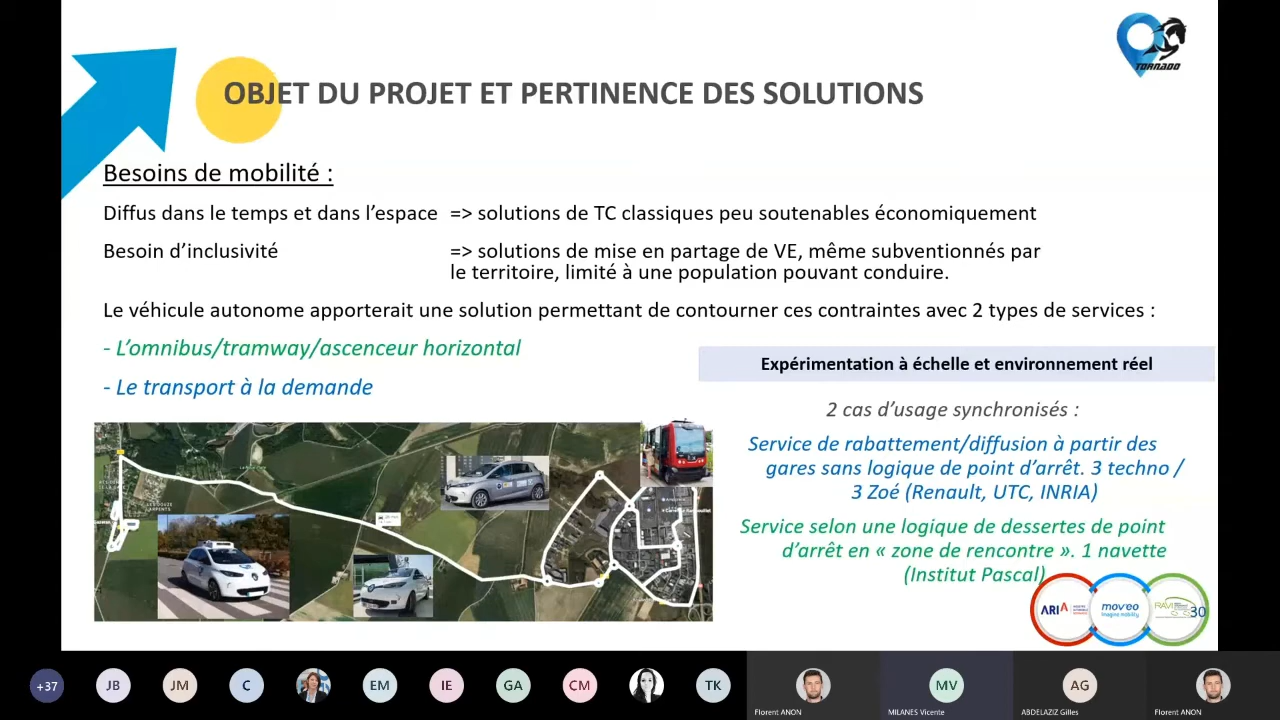 TORNADO
OBJET DU PROJET ET PERTINENCE DES SOLUTIONS
Besoins de mobilité :
Diffus dans le temps et dans l’espace => solutions de TC classiques peu soutenables économiquement
Besoin d’inclusivité => solutions de mise en partage de VE, même subventionnés par
le territoire, limité à une population pouvant conduire.
Le véhicule autonome apporterait une solution permettant de contourner ces contraintes avec 2 types de services :
- L’omnibus/tramway/ascenceur horizontal
- Le transport à la demande
Expérimentation à échelle et environnement réel
2 cas d’usage synchronisés :
Service de rabattement/diffusion à partir des
gares sans logique de point d’arrêt. 3 techno /
3 Zoé (Renault, UTC, INRIA)
Service selon une logique de dessertes de point
d’arrêt en « zone de rencontre ». 1 navette
(Institut Pascal)
ARIA
mov'eo
imagine mobility
RAVI
30
+37
JB
JM
C
EM
IE
GA
CM
TK
Florent ANON
MV
MILANES Vicente
AG
ABDELAZIZ Gilles
Florent ANON